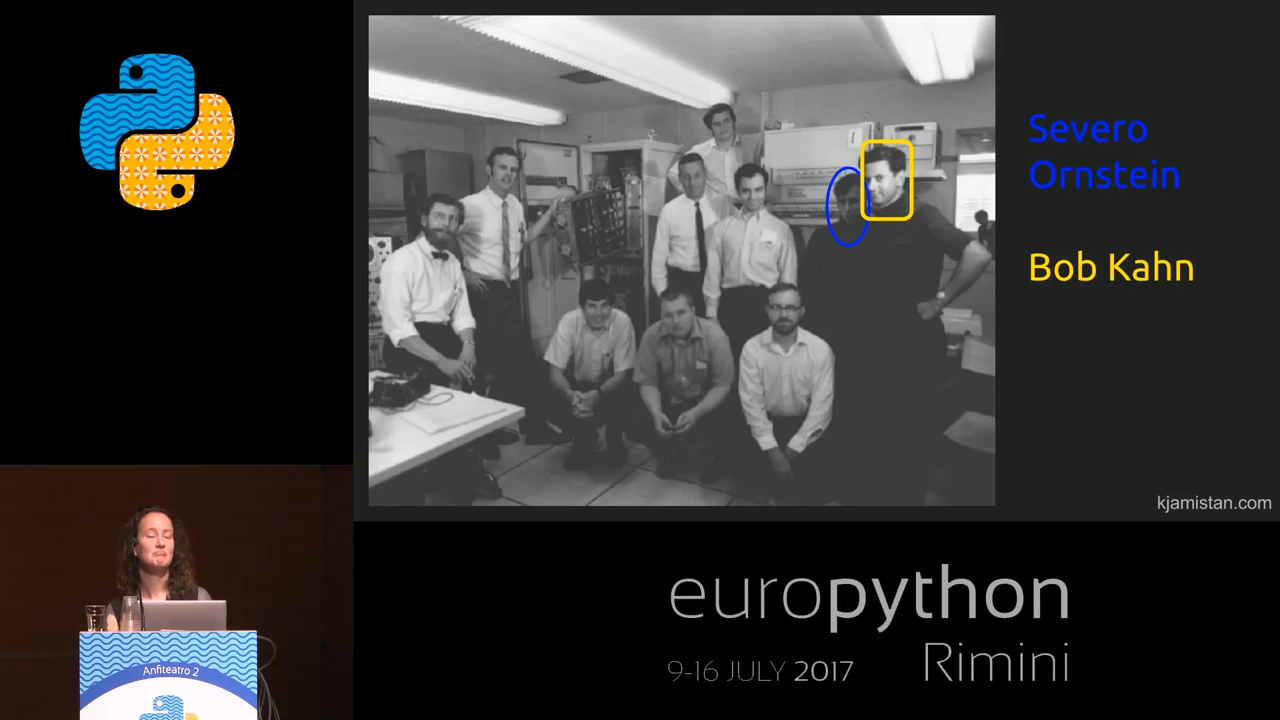 Severo
Ornstein
Bob Kahn
kjamistan.com
europython
Rimini
9-16 JULY 2017
Anfiteatro 2